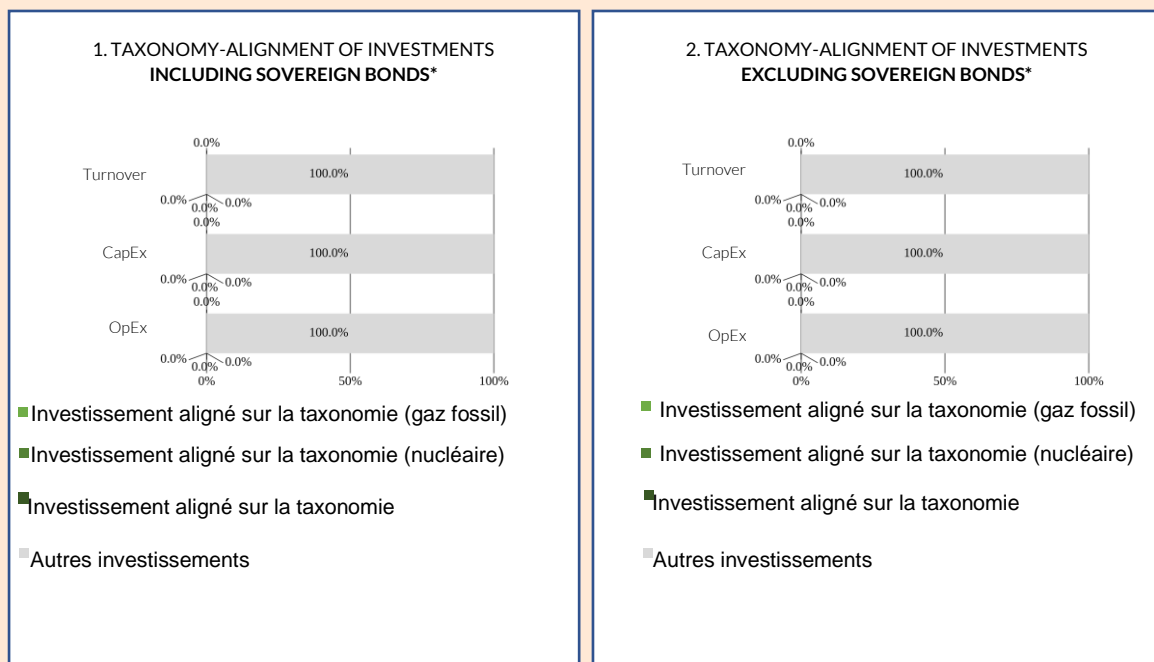 1. TAXONOMY-ALIGNMENT OF INVESTMENTS
INCLUDING SOVEREIGN BONDS*
0.0%
Turnover
100.0%
0.0%
0.0%
0.0%
0.0%
CapEx
100.0%
0.0%
0.0%
0.0%
0.0%
OpEx
100.0%
0.0%
0.0%
0.0%
0%
50%
100%
Investissement aligné sur la taxonomie (gaz fossil)
Investissement aligné sur la taxonomie (nucléaire)
Investissement aligné sur la taxonomie
Autres investissements
2. TAXONOMY-ALIGNMENT OF INVESTMENTS
EXCLUDING SOVEREIGN BONDS*
0.0%
Turnover
100.0%
0.0%
0.0%
0.0%
0.0%
CapEx
100.0%
0.0%
0.0%
0.0%
0.0%
OpEx
100.0%
0.0%
0.0%
0.0%
0%
50%
100%
Investissement aligné sur la taxonomie (gaz fossil)
Investissement aligné sur la taxonomie (nucléaire)
Investissement aligné sur la taxonomie
Autres investissements